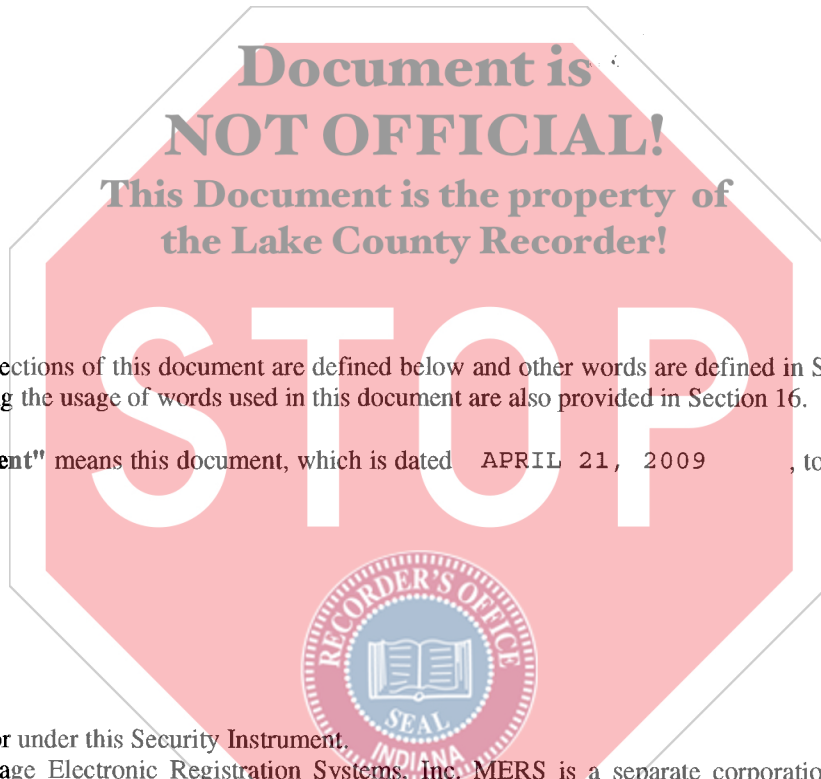 Document is
NOT OFFICIAL!
This Document is the property of
the Lake County Recorder!
ections of this document are defined below and other words are defined in S
g the usage of words used in this document are also provided in Section 16.
ent" means this document, which is dated APRIL 21, 2009 , to
STOP
RECORDER'S OFFICE
SEAL
INDIANA
or under this Security Instrument.
age Electronic Registration Systems, Inc. MERS is a separate corporatio